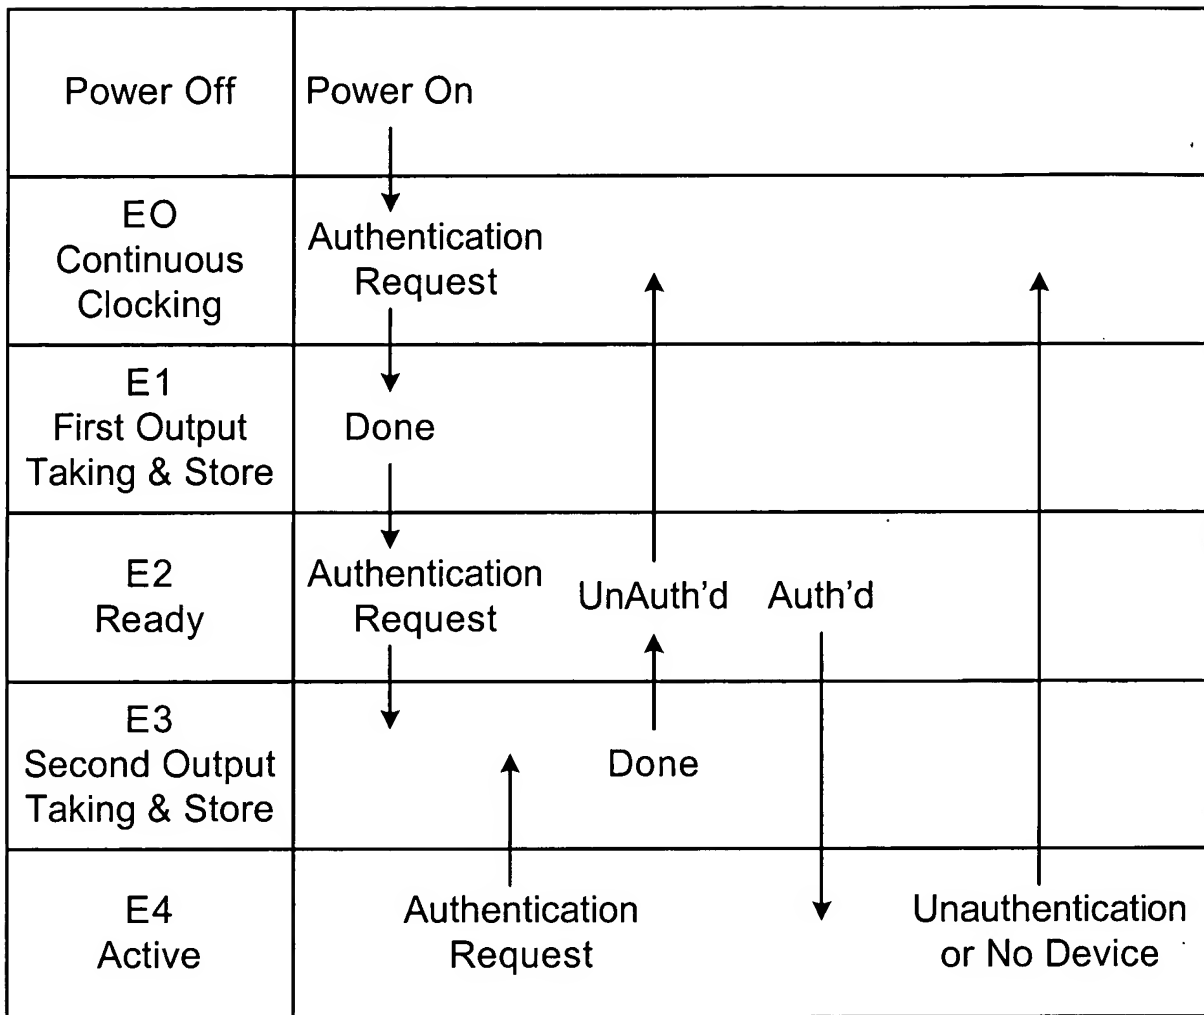 Power Off
Power On
EO
Continuous
Clocking
Authentication
Request
E1
First Output
Taking & Store
Done
E2
Ready
Authentication
Request
UnAuth'd
Auth'd
E3
Second Output
Taking & Store
Done
E4
Active
Authentication
Request
Unauthentication
or No Device